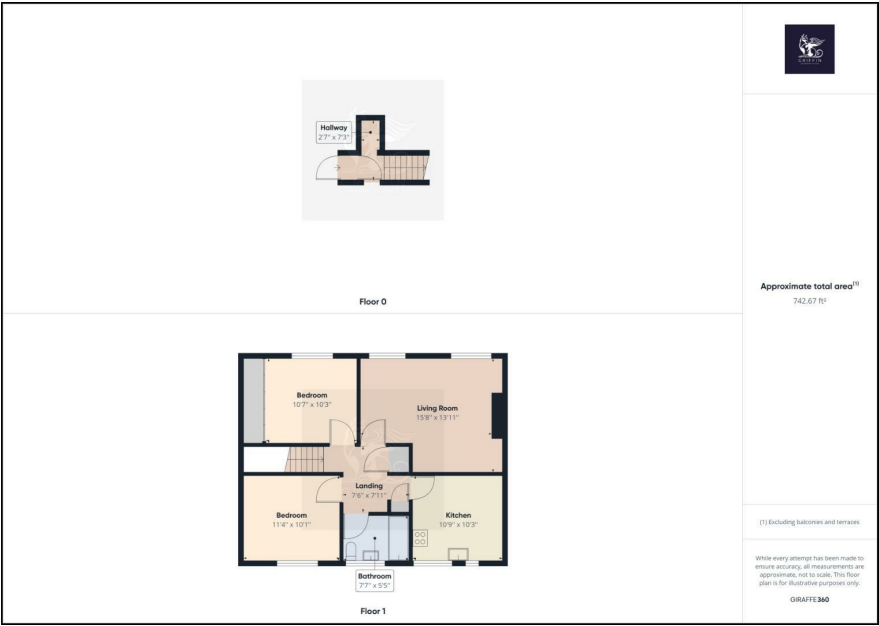 GRIFFIN
Hallway
2'7" x 7'3"
Floor 0
Approximate total area(1)
742.67 ft²
Bedroom
10'7" x 10'3"
Living Room
15'8" x 13'11"
Landing
7'6" x 7'11"
Bedroom
11'4" x 10'1"
Kitchen
10'9" x 10'3"
Bathroom
7'7" x 5'5"
Floor 1
(1) Excluding balconies and terraces
While every attempt has been made to
ensure accuracy, all measurements are
approximate, not to scale. This floor
plan is for illustrative purposes only.
GIRAFFE360